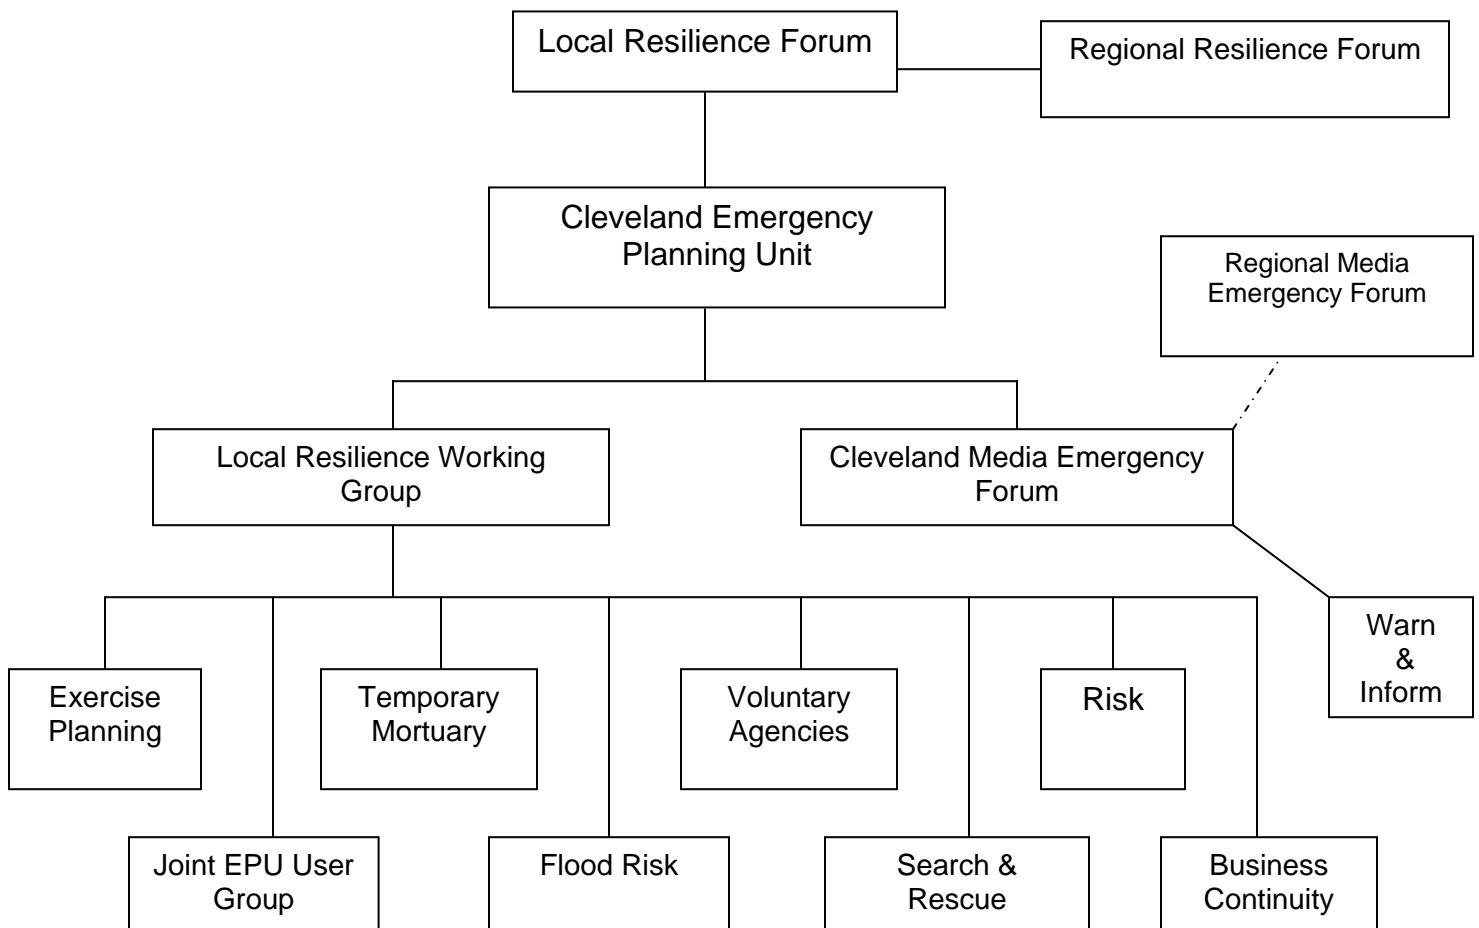 Local Resilience Forum
Regional Resilience Forum
Cleveland Emergency
Planning Unit
Regional Media
Emergency Forum
Local Resilience Working
Group
Cleveland Media Emergency
Forum
Warn
&
Inform
Exercise
Planning
Temporary
Mortuary
Voluntary
Agencies
Risk
Joint EPU User
Group
Flood Risk
Search &
Rescue
Business
Continuity